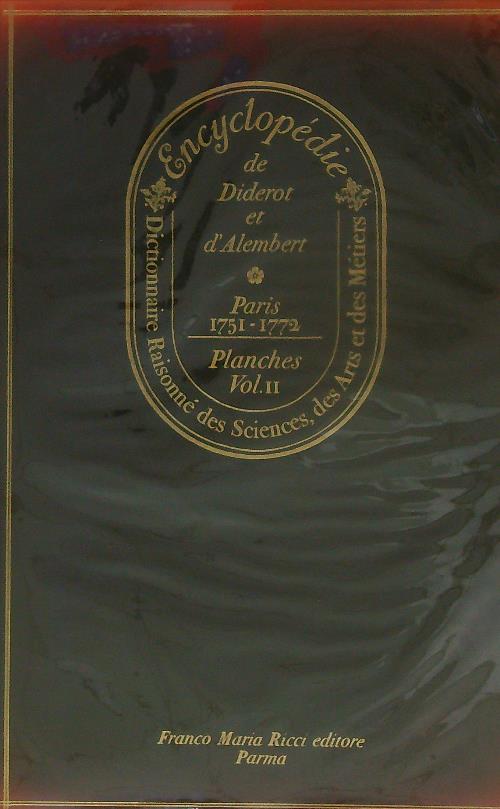 Encyclopédie
de
Diderot
et
d'Alembert
Paris
1751-1772
Planches
Vol.II
Dictionnaire Raisonné des Sciences, des Arts et des Métiers
Franco Maria Ricci editore
Parma